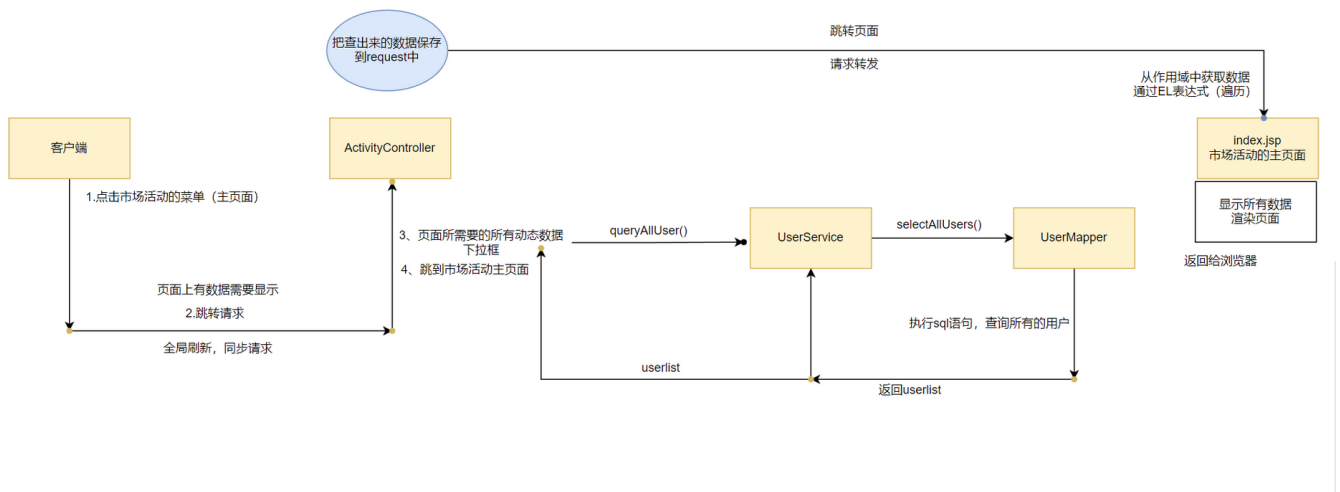 把查出来的数据保存
到request中
跳转页面
请求转发
从作用域中获取数据
通过EL表达式（遍历）
客户端
ActivityController
index.jsp
市场活动的主页面
1.点击市场活动的菜单（主页面）
显示所有数据
渲染页面
3、页面所需要的所有动态数据
下拉框
queryAllUser()
UserService
selectAllUsers()
UserMapper
4、跳到市场活动主页面
返回给浏览器
页面上有数据需要显示
2.跳转请求
执行sql语句，查询所有的用户
全局刷新，同步请求
userlist
返回userlist